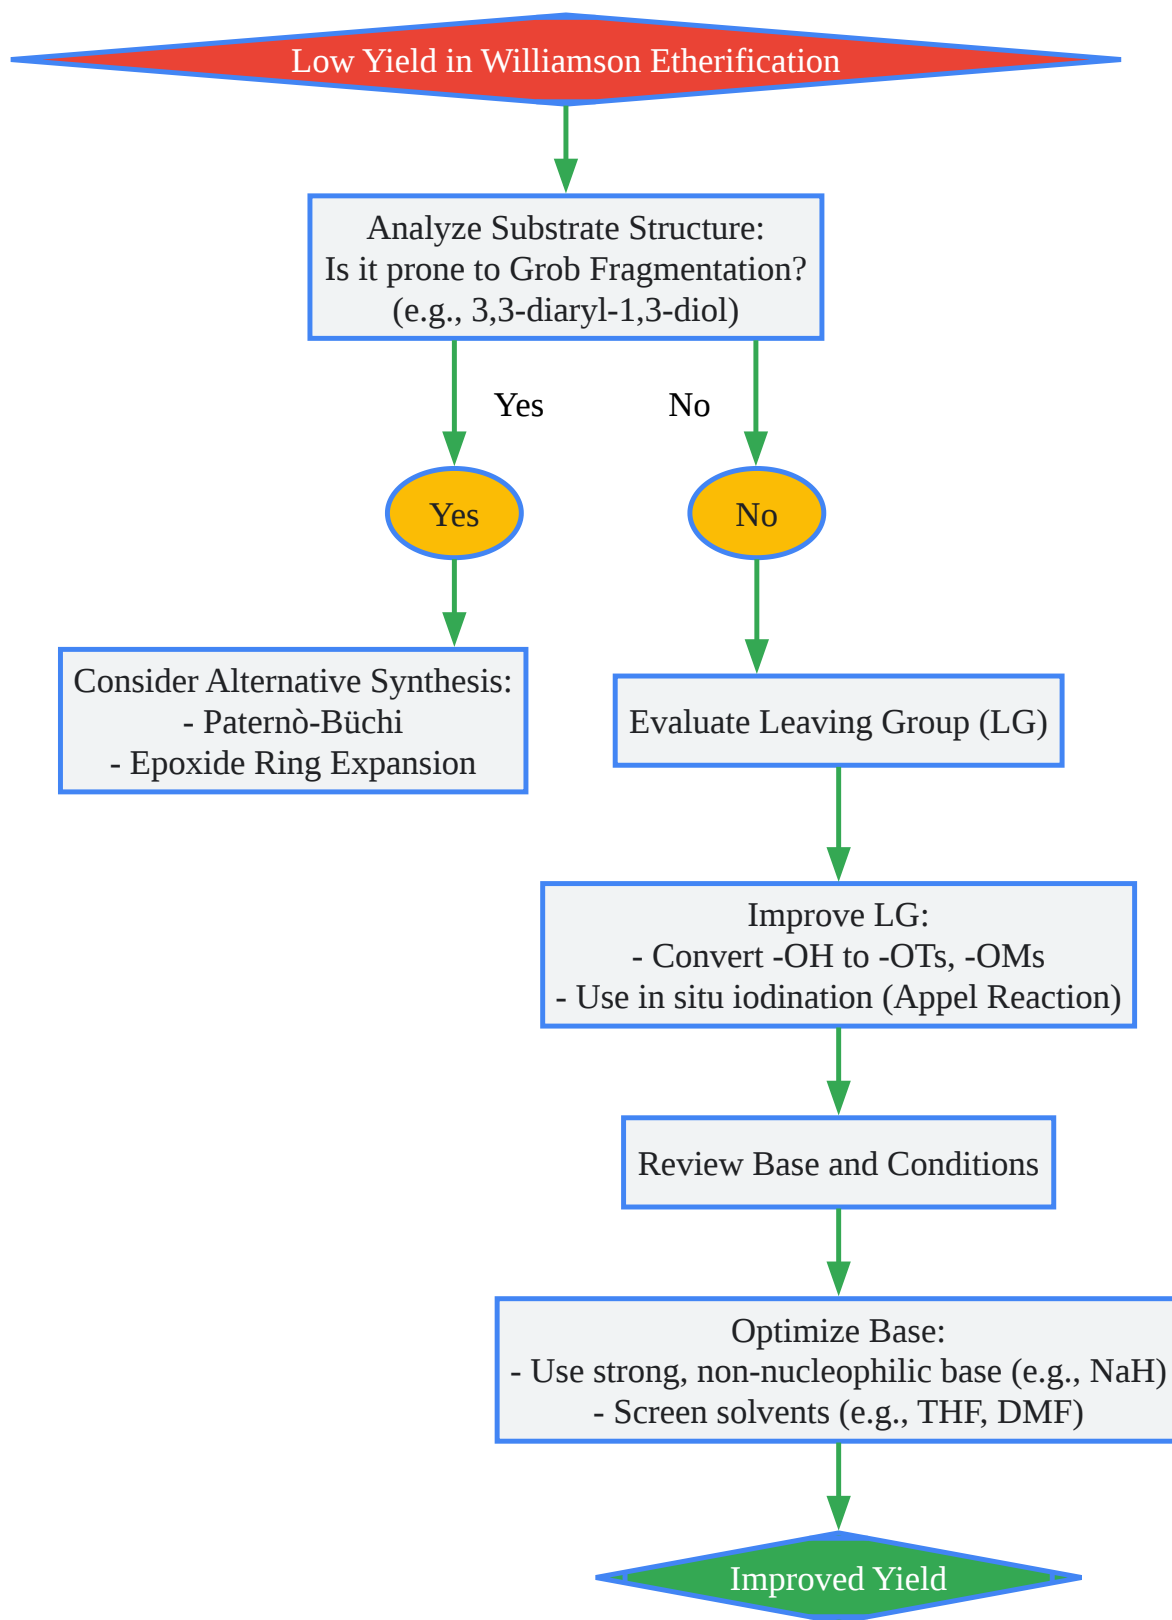 Low Yield in Williamson Etherification
Analyze Substrate Structure:
Is it prone to Grob Fragmentation?
(e.g., 3,3-diaryl-1,3-diol)
Yes
No
Yes
No
Consider Alternative Synthesis:
- Paternò-Büchi
- Epoxide Ring Expansion
Evaluate Leaving Group (LG)
Improve LG:
- Convert -OH to -OTs, -OMs
- Use in situ iodination (Appel Reaction)
Review Base and Conditions
Optimize Base:
- Use strong, non-nucleophilic base (e.g., NaH)
- Screen solvents (e.g., THF, DMF)
Improved Yield